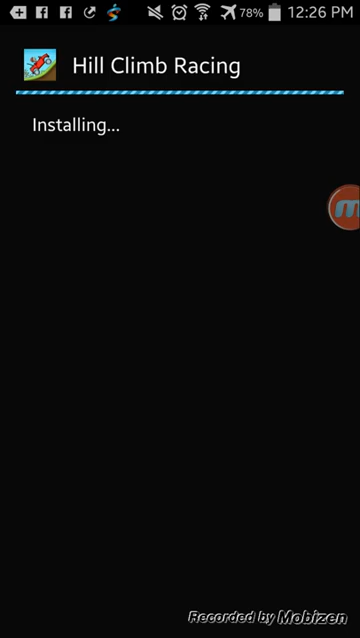 78% 12:26 PM
Hill Climb Racing
Installing...
m
Recorded by Mobizen